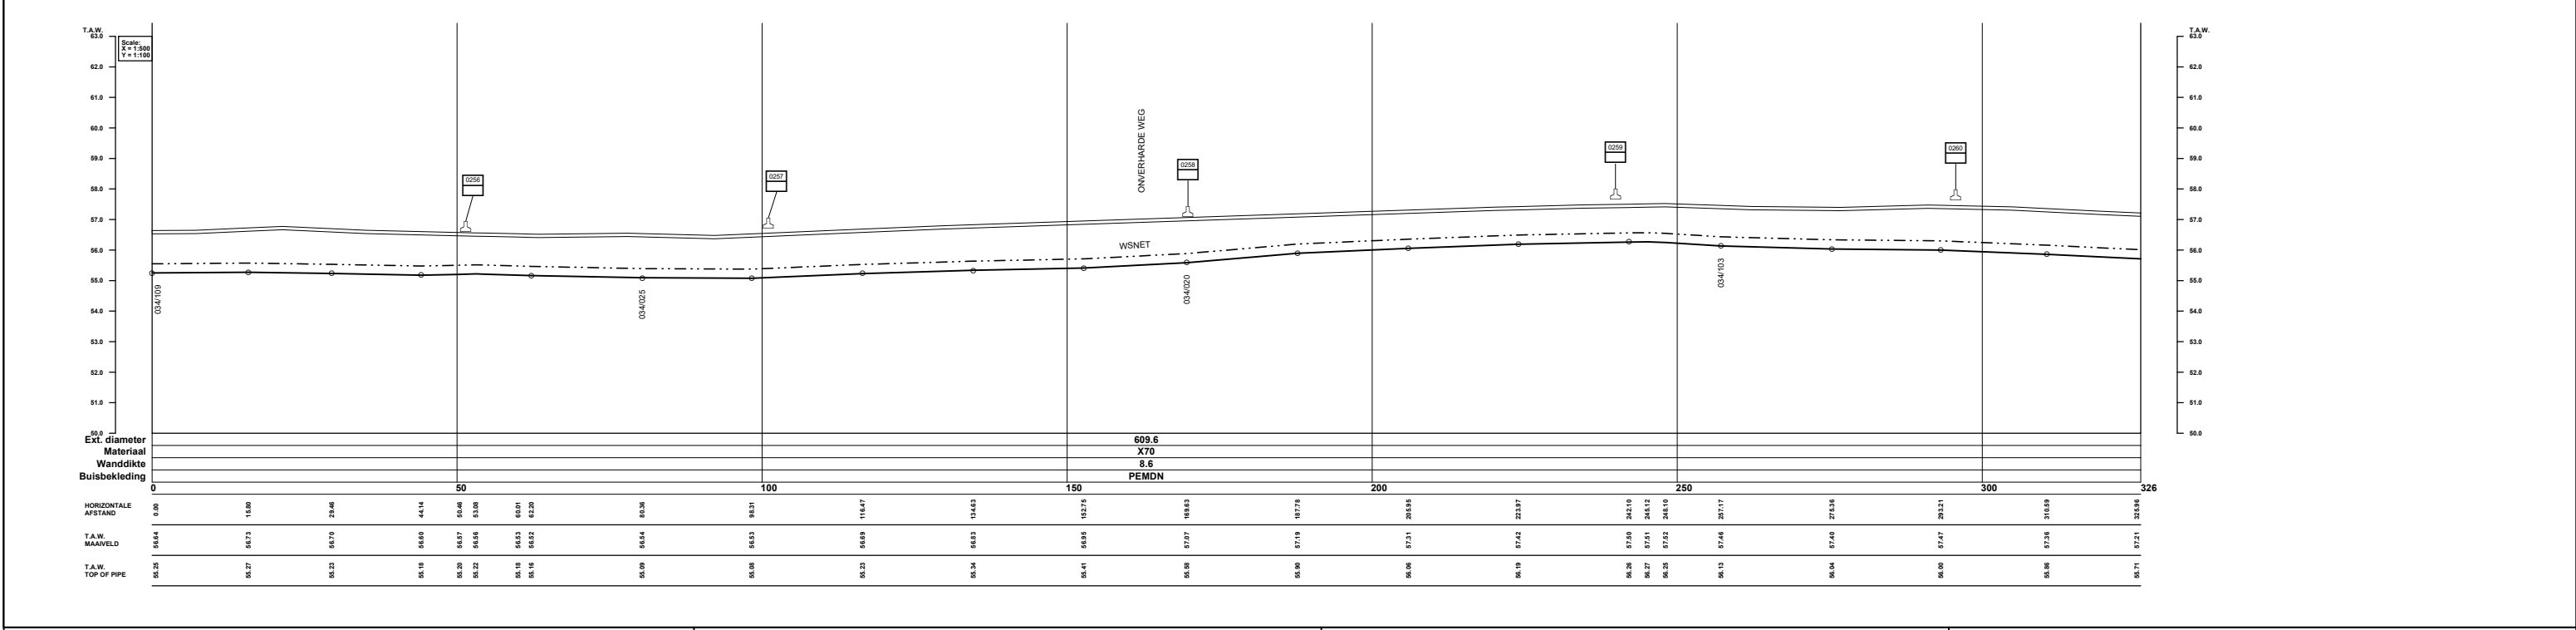 T.A.W.
63.0
62.0
61.0
60.0
59.0
58.0
57.0
56.0
55.0
54.0
53.0
52.0
51.0
50.0
Scale:
X = 1:500
Y = 1:100
0256
0257
ONVERHARDE WEG
0258
0259
0260
WSNET
034/109
034/025
034/020
034/103
T.A.W.
63.0
62.0
61.0
60.0
59.0
58.0
57.0
56.0
55.0
54.0
53.0
52.0
51.0
50.0
Ext. diameter 609.6
Materiaal X70
Wanddikte 8.6
Buisbekleding PEMDN
0 50 100 150 200 250 300 326
HORIZONTALE
AFSTAND
0.00 15.80 29.46 44.14 50.46 53.08 60.01 62.20 80.36 98.31 116.47 134.63 152.75 169.63 187.78 205.95 223.97 242.10 245.12 248.10 257.17 275.36 293.21 310.59 325.96
T.A.W.
MAAIVELD
56.64 56.73 56.70 56.60 56.57 56.56 56.53 56.52 56.54 56.53 56.69 56.83 56.95 57.07 57.19 57.31 57.42 57.50 57.51 57.52 57.46 57.40 57.47 57.36 57.21
T.A.W.
TOP OF PIPE
55.25 55.27 55.23 55.18 55.20 55.22 55.18 55.16 55.09 55.08 55.23 55.34 55.41 55.58 55.90 56.06 56.19 56.26 56.27 56.25 56.13 56.04 56.00 55.86 55.71